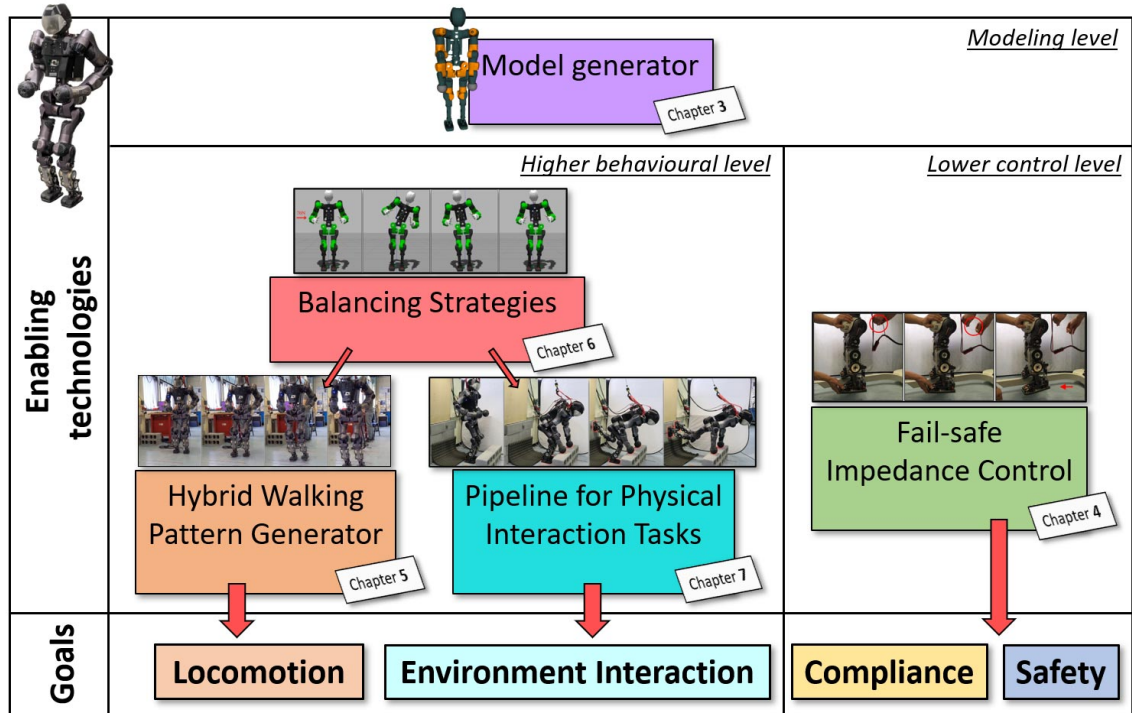 Modeling level
Model generator
Chapter 3
Higher behavioural level
Lower control level
Enabling
technologies
Balancing Strategies
Chapter 6
Hybrid Walking
Pattern Generator
Chapter 5
Pipeline for Physical
Interaction Tasks
Chapter 7
Fail-safe
Impedance Control
Chapter 4
Goals
Locomotion
Environment Interaction
Compliance
Safety